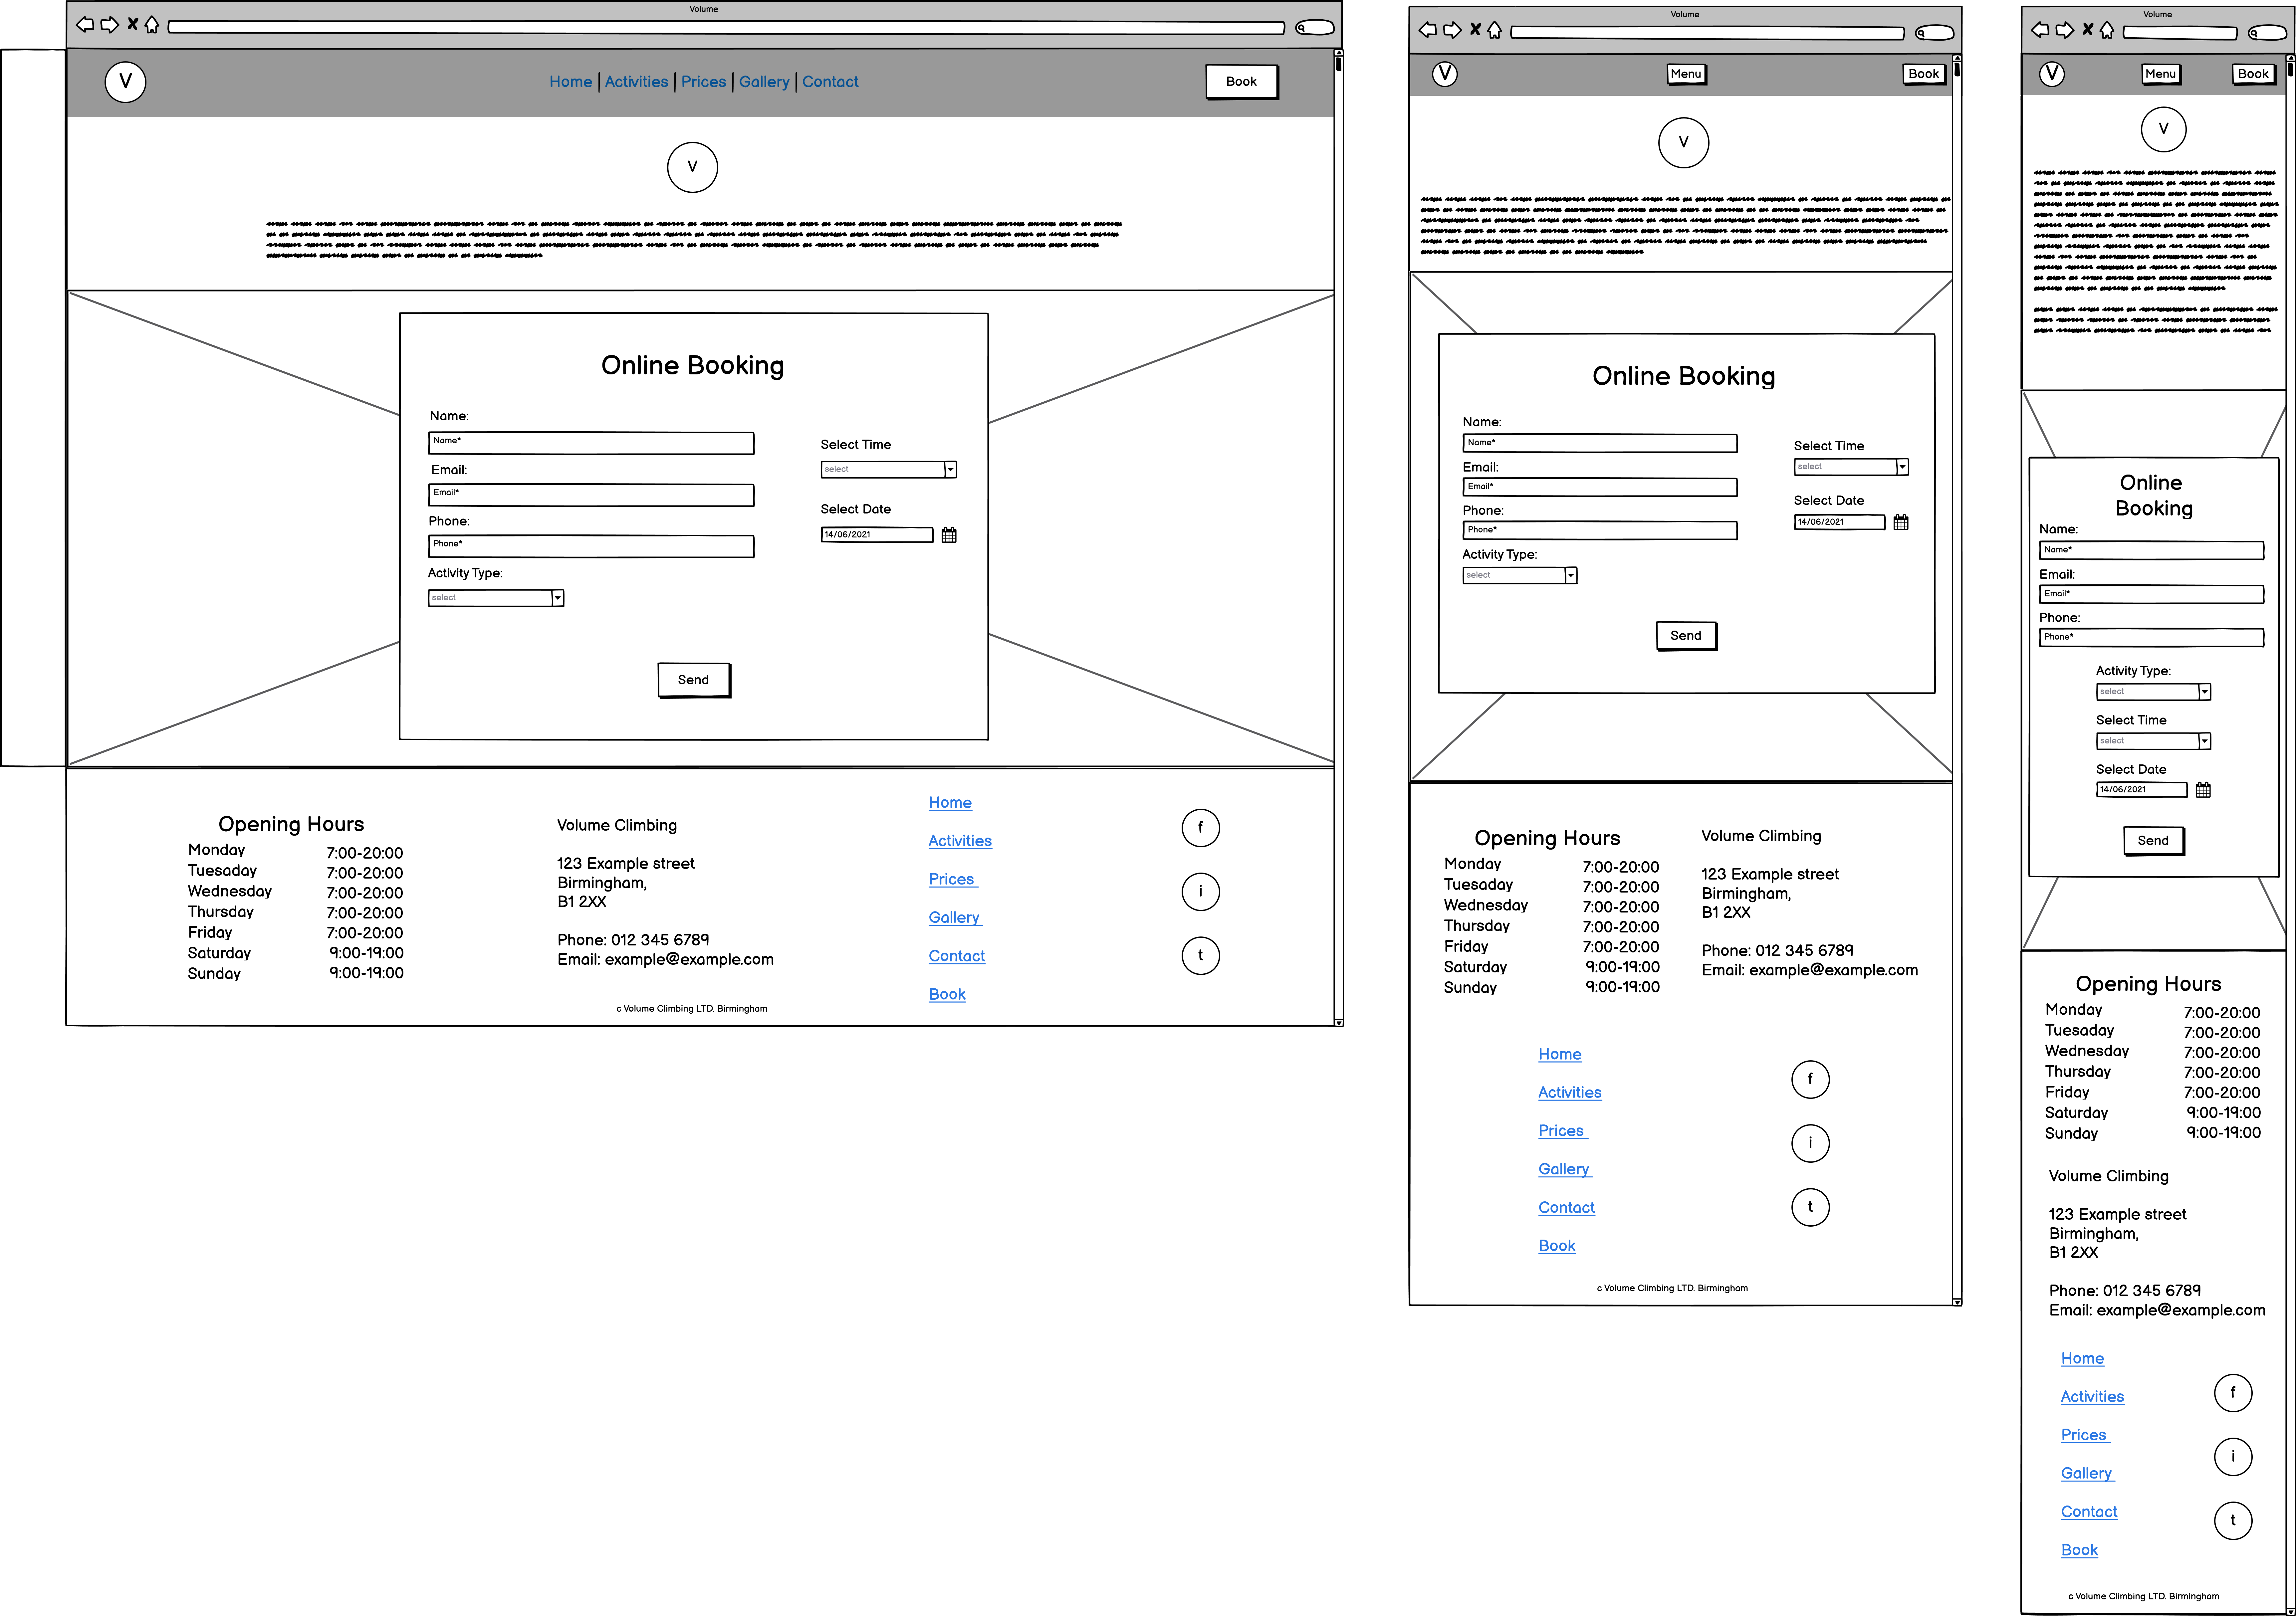 Volume
V
Home | Activities | Prices | Gallery | Contact
Book
V
Online Booking
Name:
Name*
Email:
Email*
Phone:
Phone*
Activity Type:
select
Select Time
select
Select Date
14/06/2021
Send
Opening Hours
Monday 7:00-20:00
Tuesaday 7:00-20:00
Wednesday 7:00-20:00
Thursday 7:00-20:00
Friday 7:00-20:00
Saturday 9:00-19:00
Sunday 9:00-19:00
Volume Climbing
123 Example street
Birmingham,
B1 2XX
Phone: 012 345 6789
Email: example@example.com
Home
Activities
Prices
Gallery
Contact
Book
f
i
t
c Volume Climbing LTD. Birmingham
Volume
V
Menu
Book
V
Online Booking
Name:
Name*
Email:
Email*
Phone:
Phone*
Activity Type:
select
Select Time
select
Select Date
14/06/2021
Send
Opening Hours
Monday 7:00-20:00
Tuesaday 7:00-20:00
Wednesday 7:00-20:00
Thursday 7:00-20:00
Friday 7:00-20:00
Saturday 9:00-19:00
Sunday 9:00-19:00
Volume Climbing
123 Example street
Birmingham,
B1 2XX
Phone: 012 345 6789
Email: example@example.com
Home
Activities
Prices
Gallery
Contact
Book
f
i
t
c Volume Climbing LTD. Birmingham
Volume
V
Menu
Book
V
Online
Booking
Name:
Name*
Email:
Email*
Phone:
Phone*
Activity Type:
select
Select Time
select
Select Date
14/06/2021
Send
Opening Hours
Monday 7:00-20:00
Tuesaday 7:00-20:00
Wednesday 7:00-20:00
Thursday 7:00-20:00
Friday 7:00-20:00
Saturday 9:00-19:00
Sunday 9:00-19:00
Volume Climbing
123 Example street
Birmingham,
B1 2XX
Phone: 012 345 6789
Email: example@example.com
Home
Activities
Prices
Gallery
Contact
Book
f
i
t
c Volume Climbing LTD. Birmingham